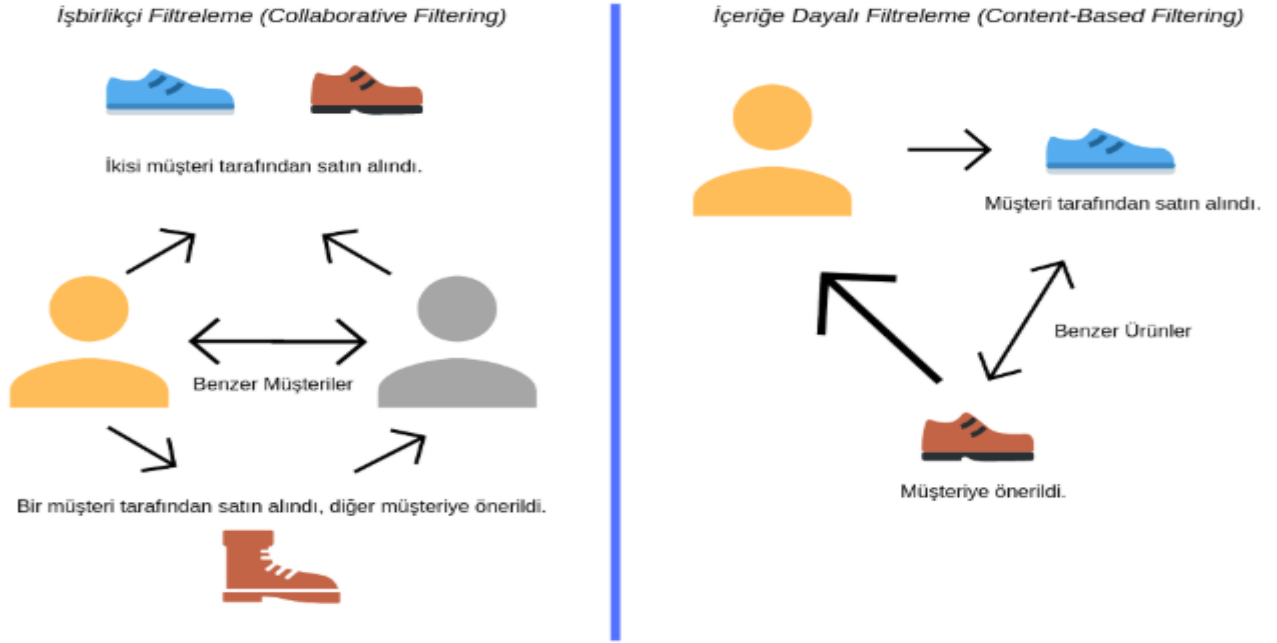 İşbirlikçi Filtreleme (Collaborative Filtering)
İkisi müşteri tarafından satın alındı.
Benzer Müşteriler
Bir müşteri tarafından satın alındı, diğer müşteriye önerildi.
İçeriğe Dayalı Filtreleme (Content-Based Filtering)
Müşteri tarafından satın alındı.
Benzer Ürünler
Müşteriye önerildi.